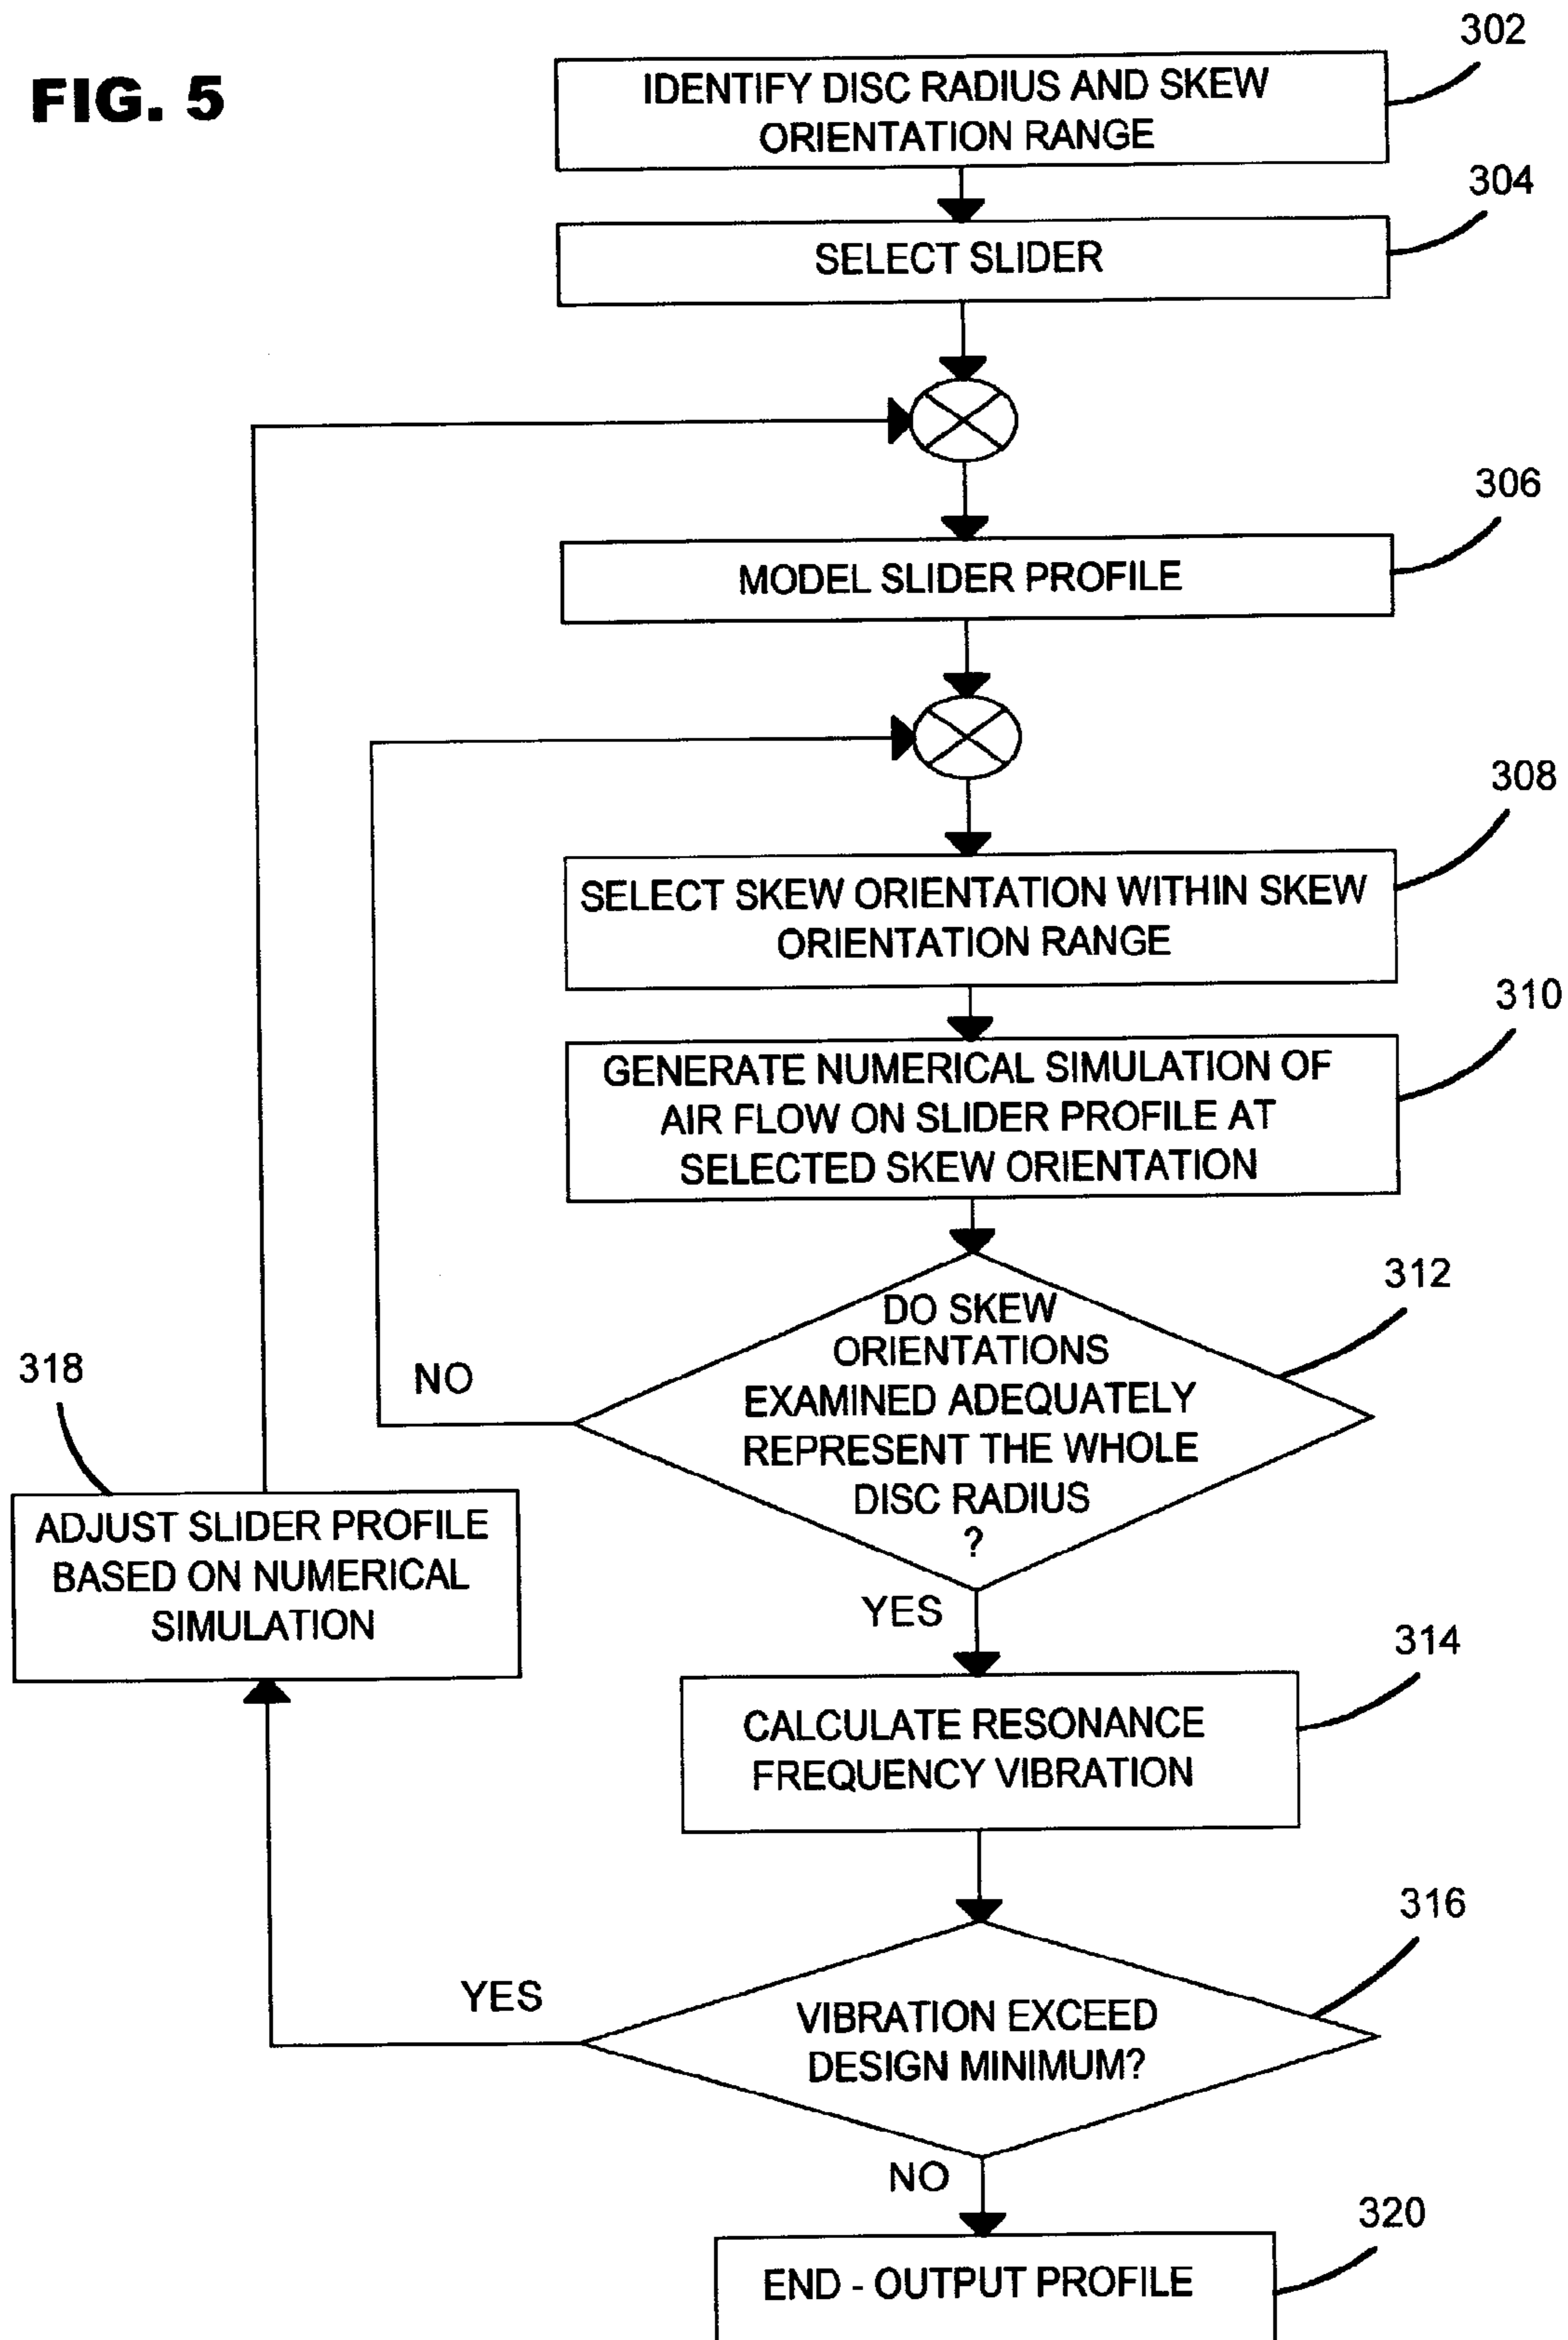 FIG. 5
302
IDENTIFY DISC RADIUS AND SKEW
ORIENTATION RANGE
304
SELECT SLIDER
306
MODEL SLIDER PROFILE
308
SELECT SKEW ORIENTATION WITHIN SKEW
ORIENTATION RANGE
310
GENERATE NUMERICAL SIMULATION OF
AIR FLOW ON SLIDER PROFILE AT
SELECTED SKEW ORIENTATION
312
DO SKEW
ORIENTATIONS
EXAMINED ADEQUATELY
REPRESENT THE WHOLE
DISC RADIUS
?
NO
YES
318
ADJUST SLIDER PROFILE
BASED ON NUMERICAL
SIMULATION
314
CALCULATE RESONANCE
FREQUENCY VIBRATION
316
VIBRATION EXCEED
DESIGN MINIMUM?
YES
NO
320
END - OUTPUT PROFILE